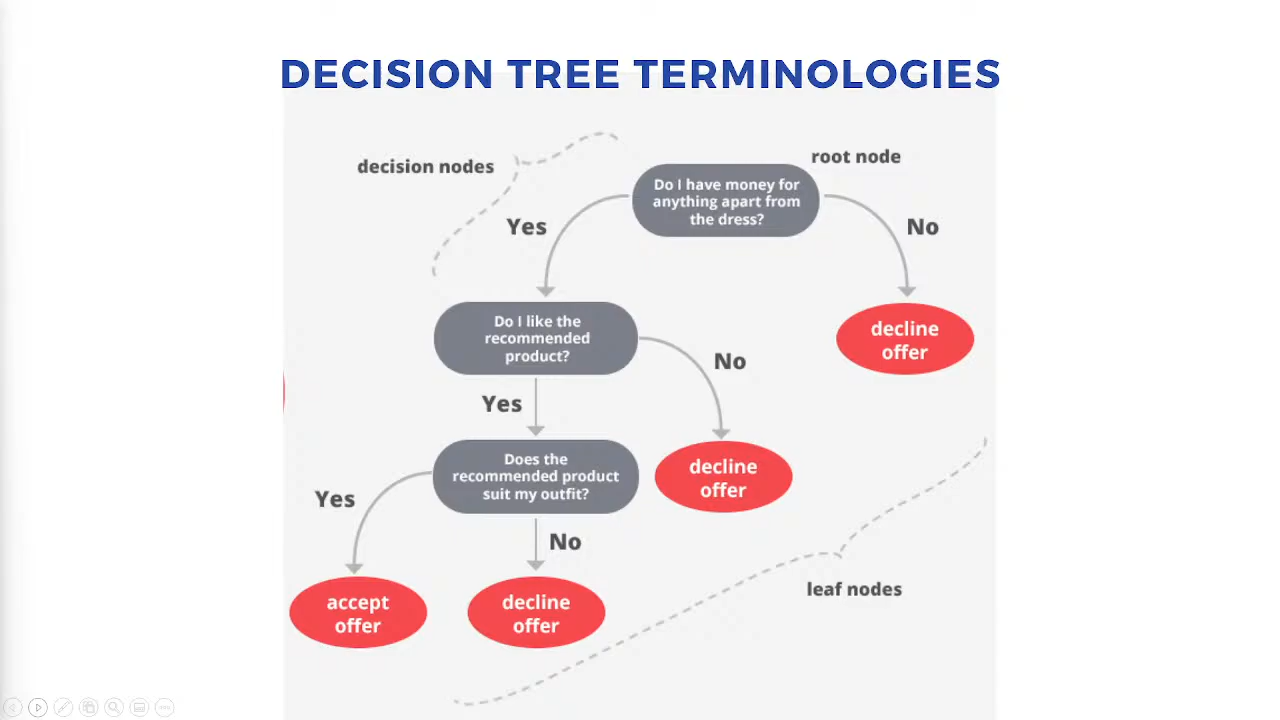 DECISION TREE TERMINOLOGIES
decision nodes
root node
Do I have money for
anything apart from
the dress?
Yes
No
Do I like the
recommended
product?
decline
offer
No
Yes
Does the
recommended product
suit my outfit?
decline
offer
Yes
No
leaf nodes
accept
offer
decline
offer